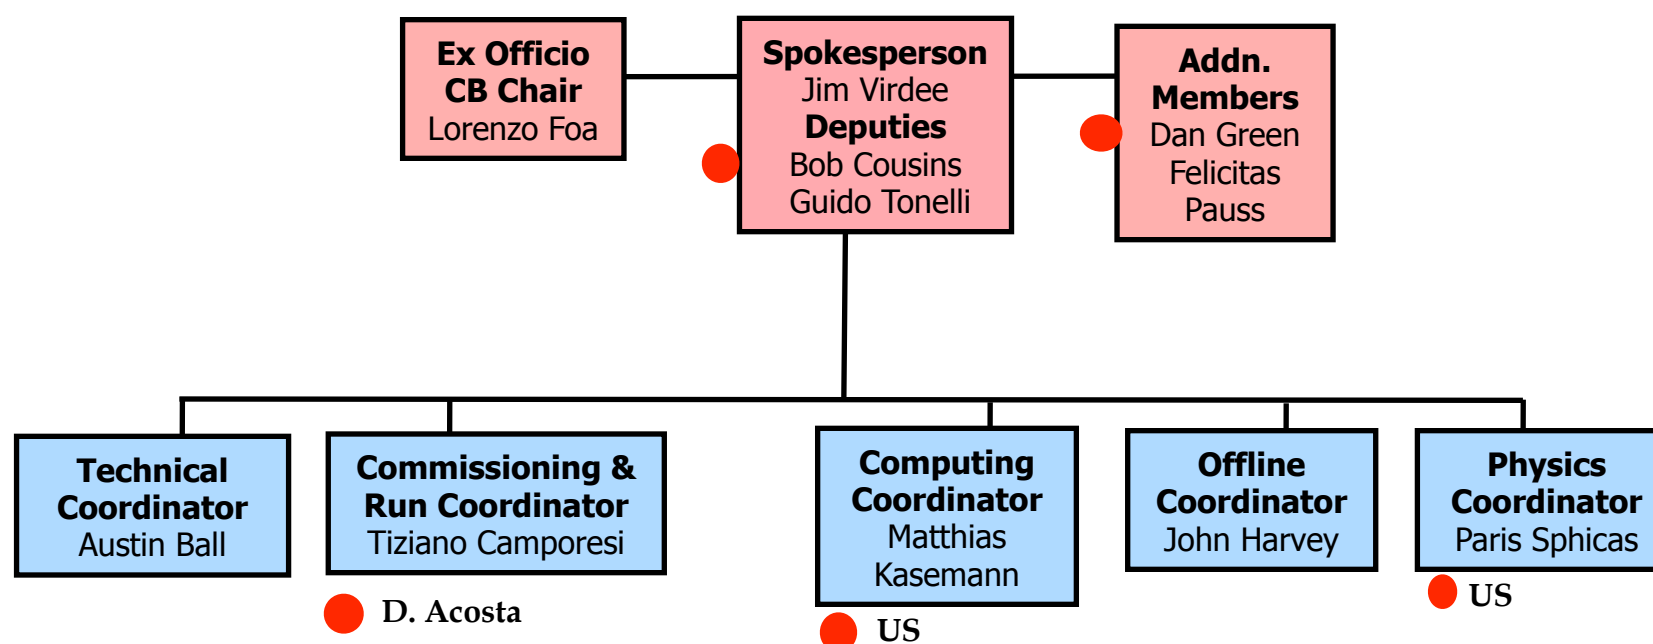 Ex Officio
CB Chair
Lorenzo Foa
Spokesperson
Jim Virdee
Deputies
Bob Cousins
Guido Tonelli
Addn.
Members
Dan Green
Felicitas
Pauss
Technical
Coordinator
Austin Ball
Commissioning &
Run Coordinator
Tiziano Camporesi
D. Acosta
Computing
Coordinator
Matthias
Kasemann
US
Offline
Coordinator
John Harvey
Physics
Coordinator
Paris Sphicas
US